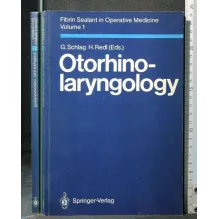 Fibrin Sealant in Operative Medicine
Volume 1
G. Schlag H. Redl (Eds.)
Otorhino-
laryngology
Springer-Verlag